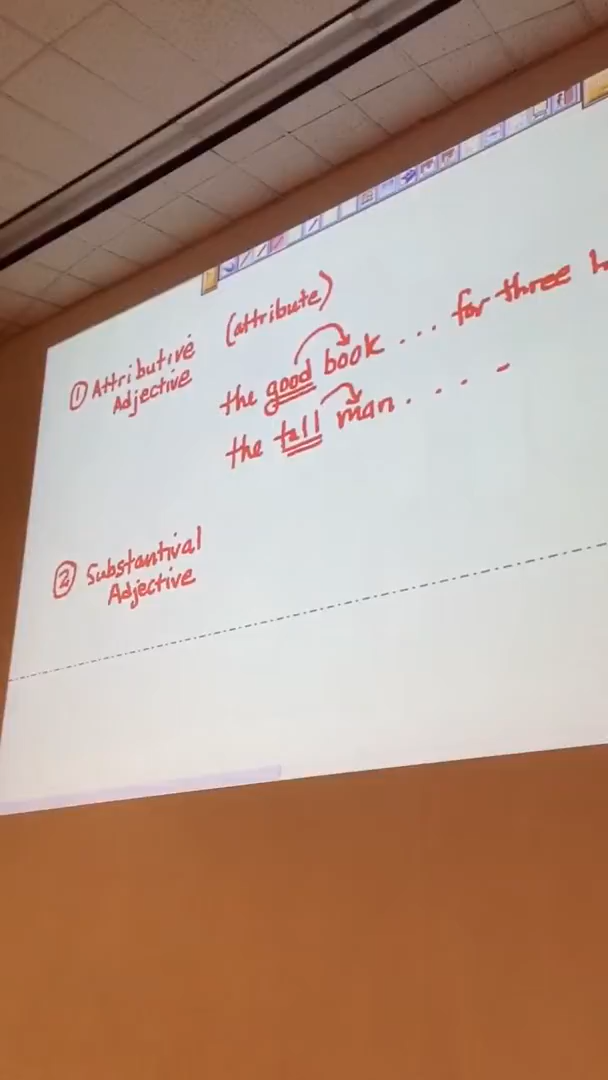 ① Attributive
Adjective
(attribute)
the good book ... for three
the tall man . . . . -
② Substantival
Adjective